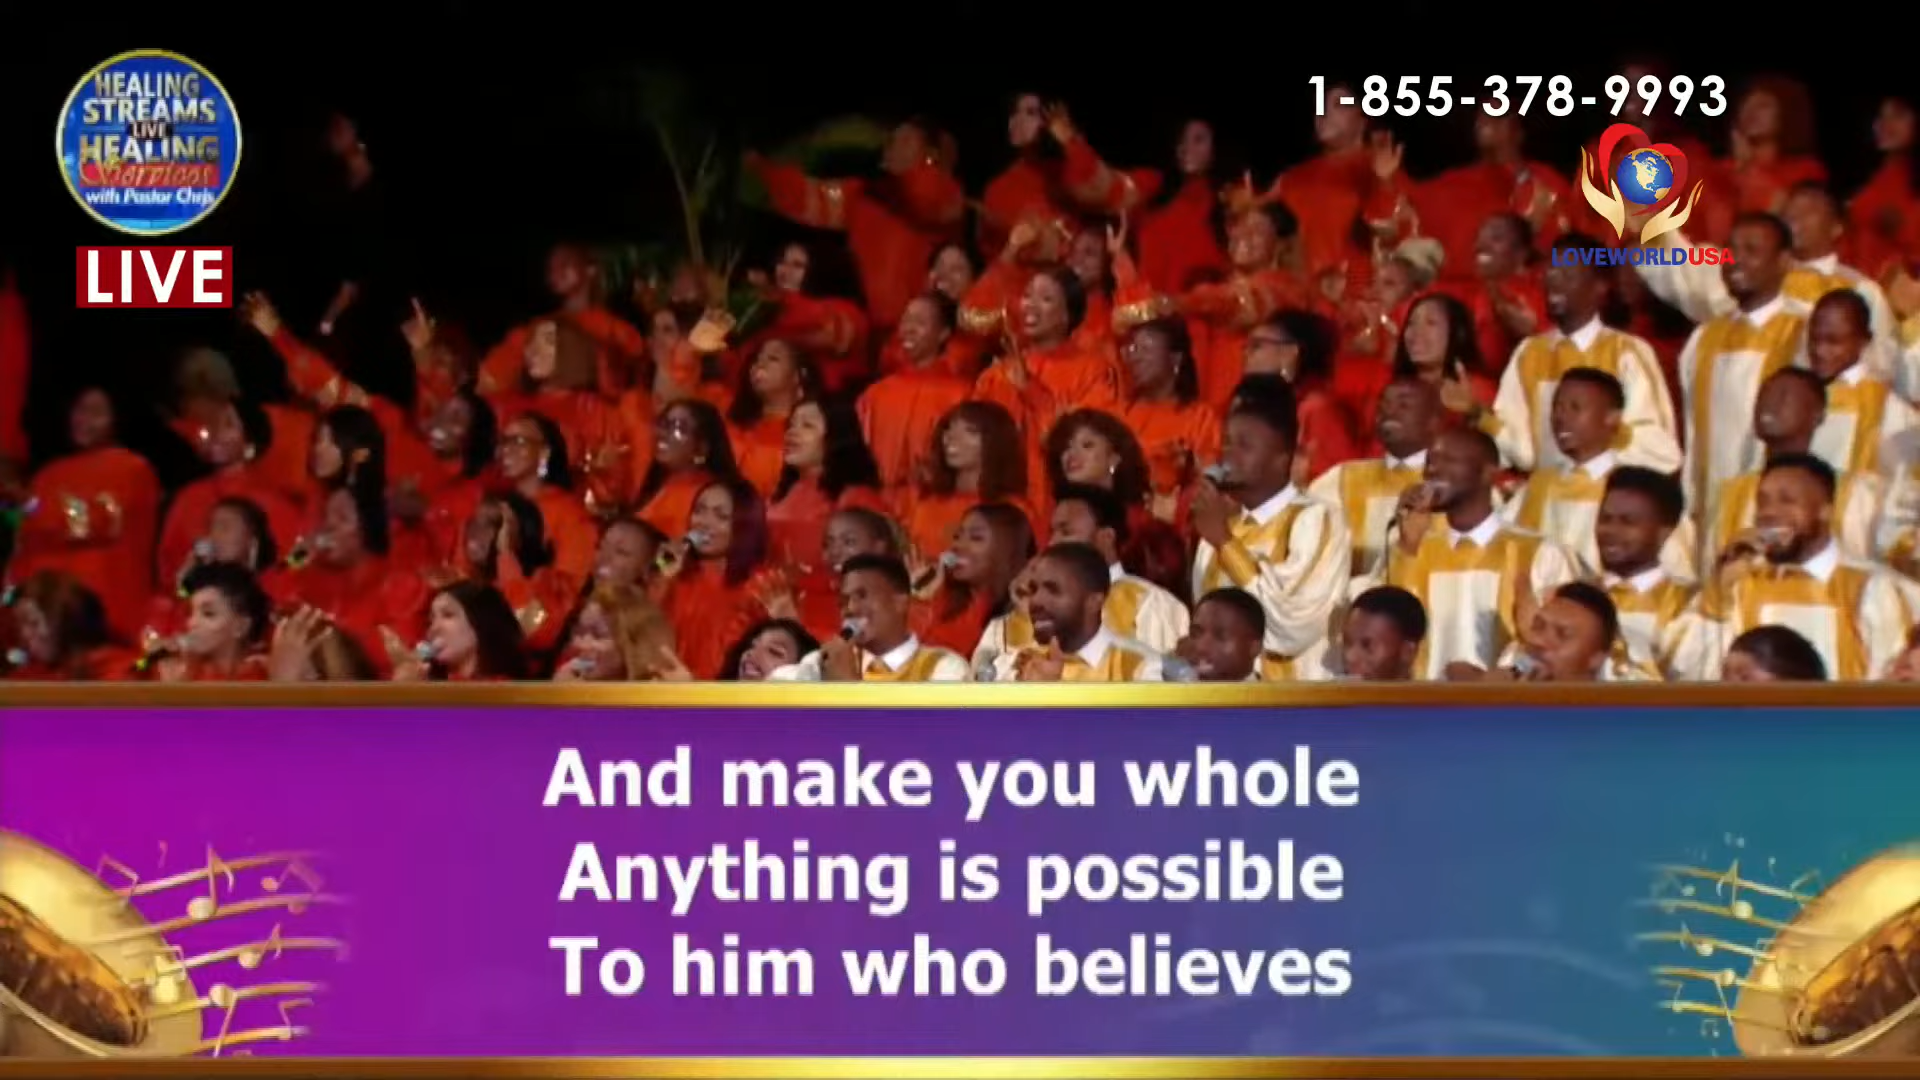 HEALING
STREAMS
LIVE
HEALING
Services
with Pastor Chris
LIVE
1-855-378-9993
LOVEWORLDUSA
And make you whole
Anything is possible
To him who believes